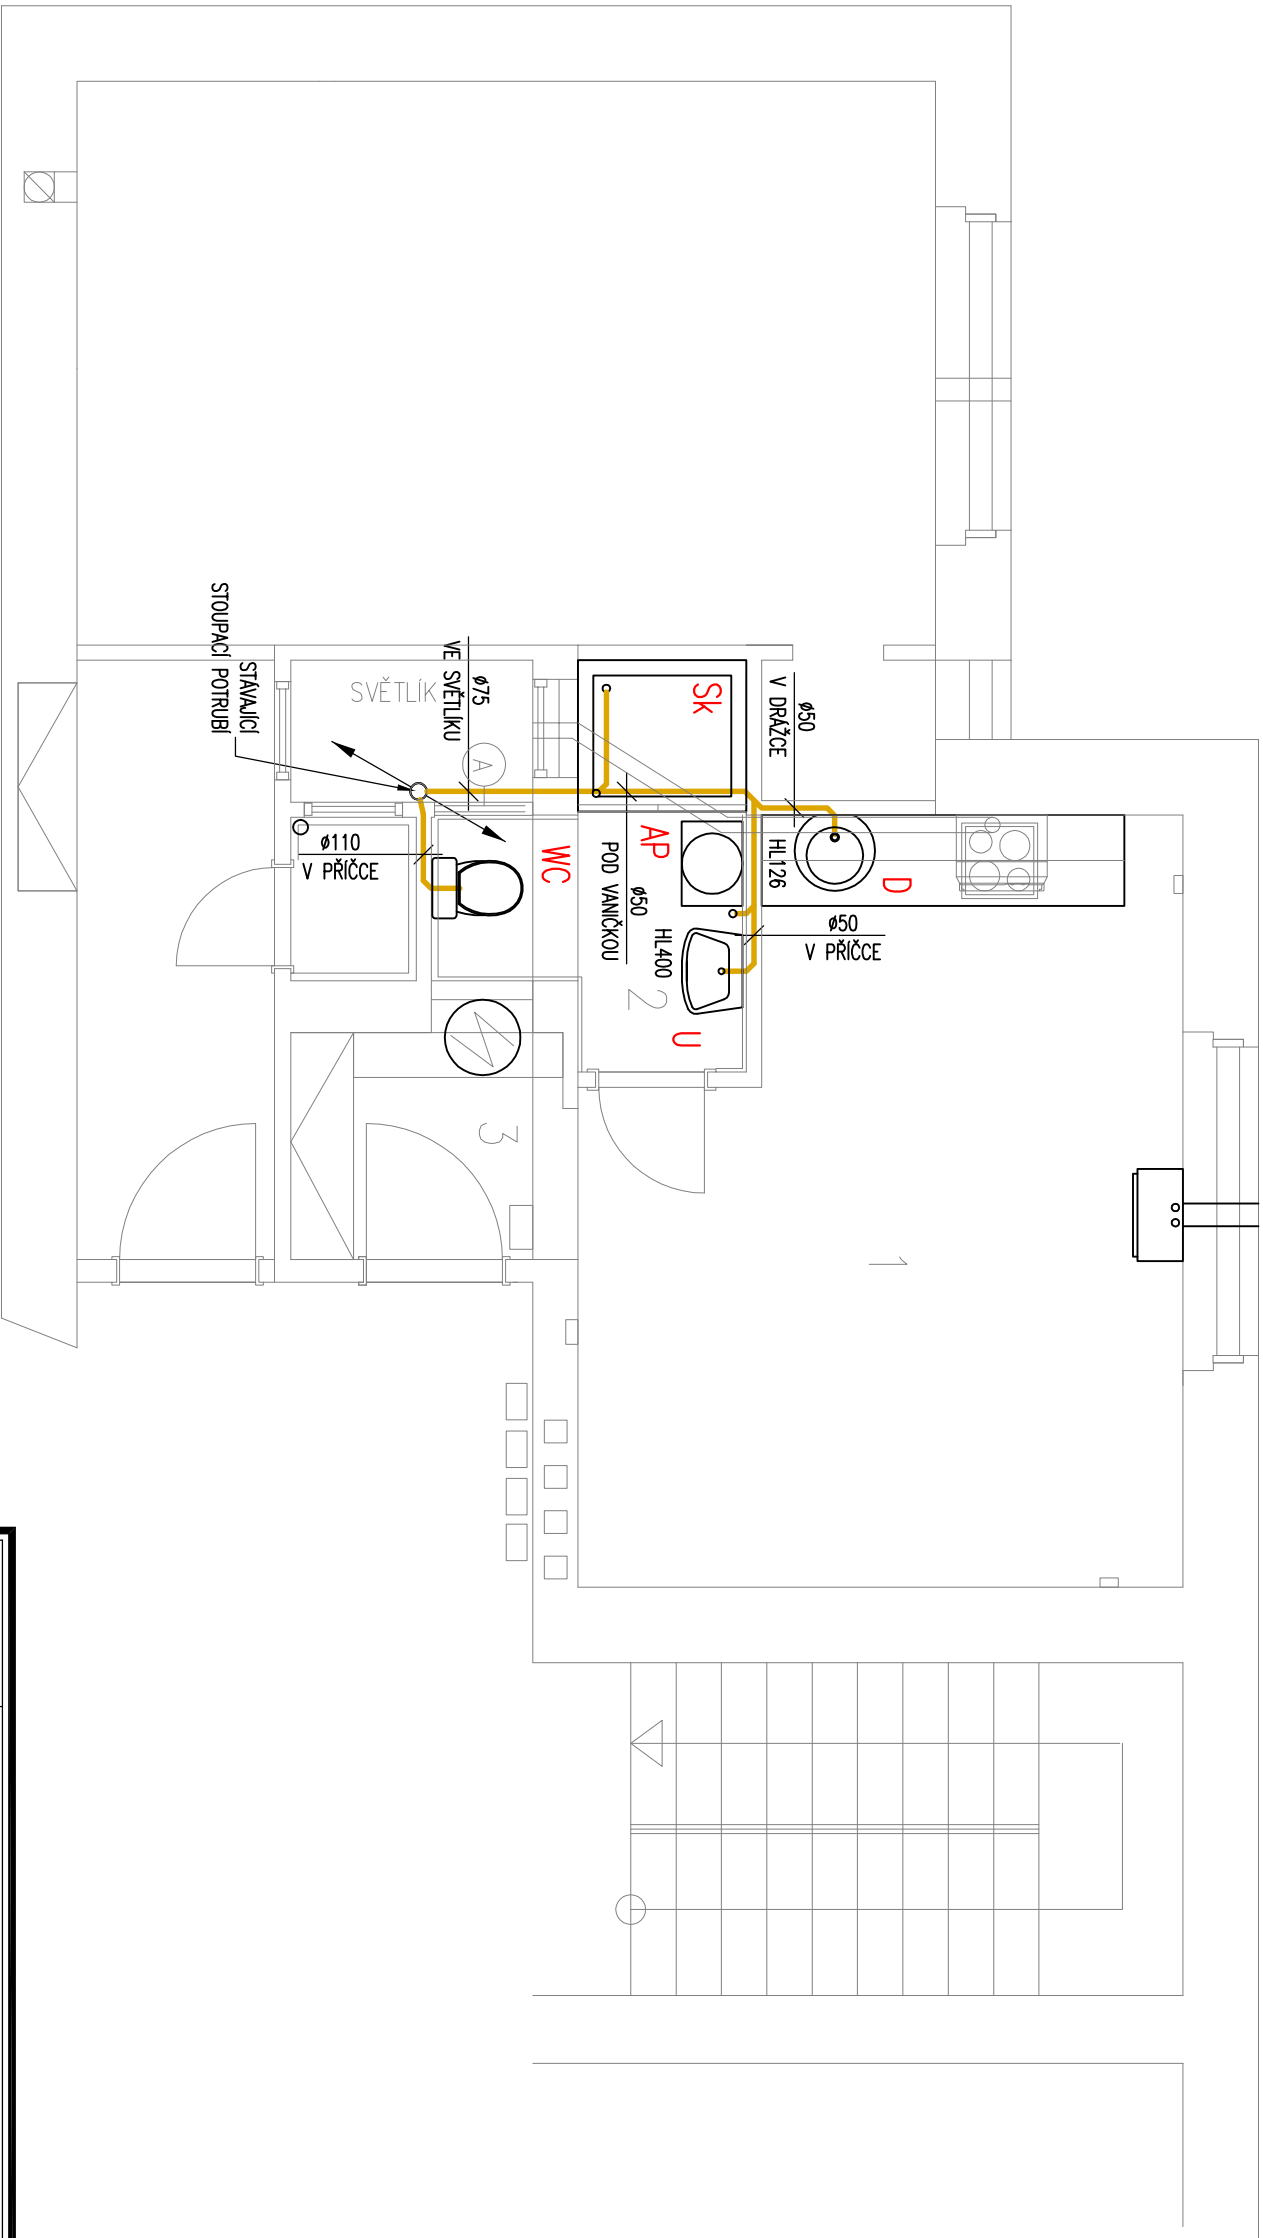 Sk
ø50
V DRÁŽCE
STÁVAJÍCÍ
STOUPACÍ POTRUBÍ
ø75
VE SVĚTLÍKU
SVĚTLÍK
A
AP
HL126
D
WC
ø110
V PŘÍČCE
ø50
POD VANIČKOU
HL400
ø50
V PŘÍČCE
2
U
3
1